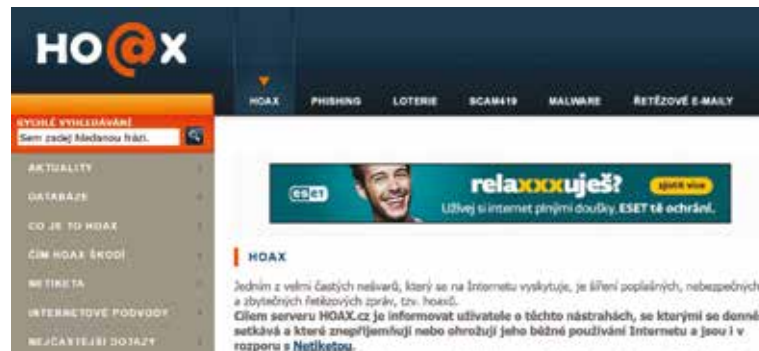 HO@X
HOAX PHISHING LOTERIE SCAM419 MALWARE ŘETĚZOVÉ E-MAILY
RYCHLÉ VYHLEDÁVÁNÍ
Sem zadej hledanou frázi.
AKTUALITY
DATABÁZE
CO JE TO HOAX
ČÍM HOAX ŠKODÍ
NETIKETA
INTERNETOVÉ PODVODY
NEJČASTĚJŠÍ DOTAZY
eset
relaxxxuješ?
zjistit více
Užívej si internet plnými doušky, ESET tě ochrání.
HOAX
Jedním z velmi častých nešvarů, který se na Internetu vyskytuje, je šíření poplašných, nebezpečných
a zbytečných řetězových zpráv, tzv. hoaxů.
Cílem serveru HOAX.cz je informovat uživatele o těchto nástrahách, se kterými se denně
setkává a které znepříjemňují nebo ohrožují jeho běžné používání Internetu a jsou i v
rozporu s Netiketou.